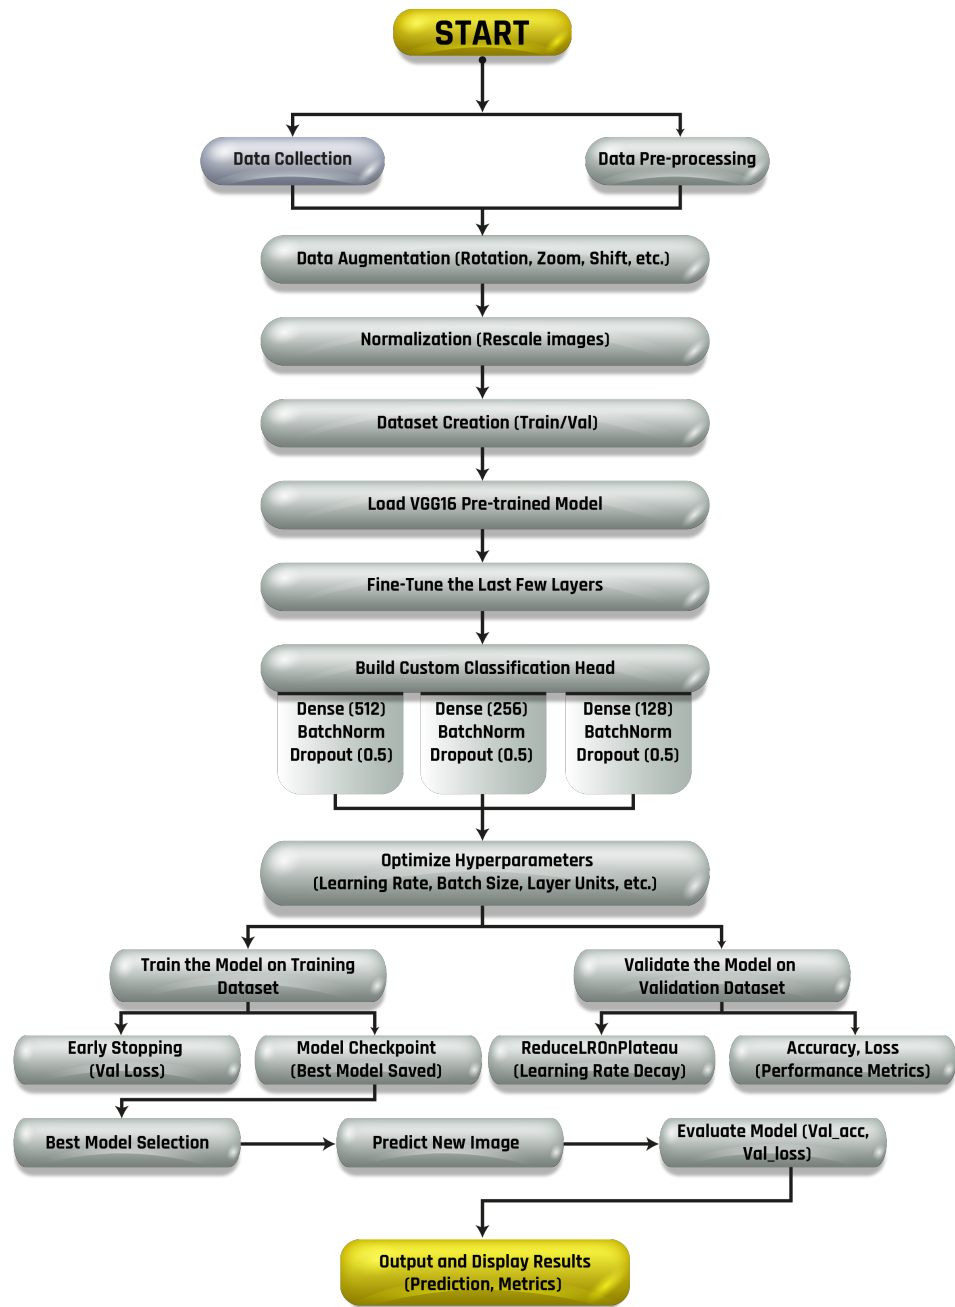 START
Data Collection
Data Pre-processing
Data Augmentation (Rotation, Zoom, Shift, etc.)
Normalization (Rescale images)
Dataset Creation (Train/Val)
Load VGG16 Pre-trained Model
Fine-Tune the Last Few Layers
Build Custom Classification Head
Dense (512)
BatchNorm
Dropout (0.5)
Dense (256)
BatchNorm
Dropout (0.5)
Dense (128)
BatchNorm
Dropout (0.5)
Optimize Hyperparameters
(Learning Rate, Batch Size, Layer Units, etc.)
Train the Model on Training
Dataset
Validate the Model on
Validation Dataset
Early Stopping
(Val Loss)
Model Checkpoint
(Best Model Saved)
ReduceLROnPlateau
(Learning Rate Decay)
Accuracy, Loss
(Performance Metrics)
Best Model Selection
Predict New Image
Evaluate Model (Val_acc,
Val_loss)
Output and Display Results
(Prediction, Metrics)